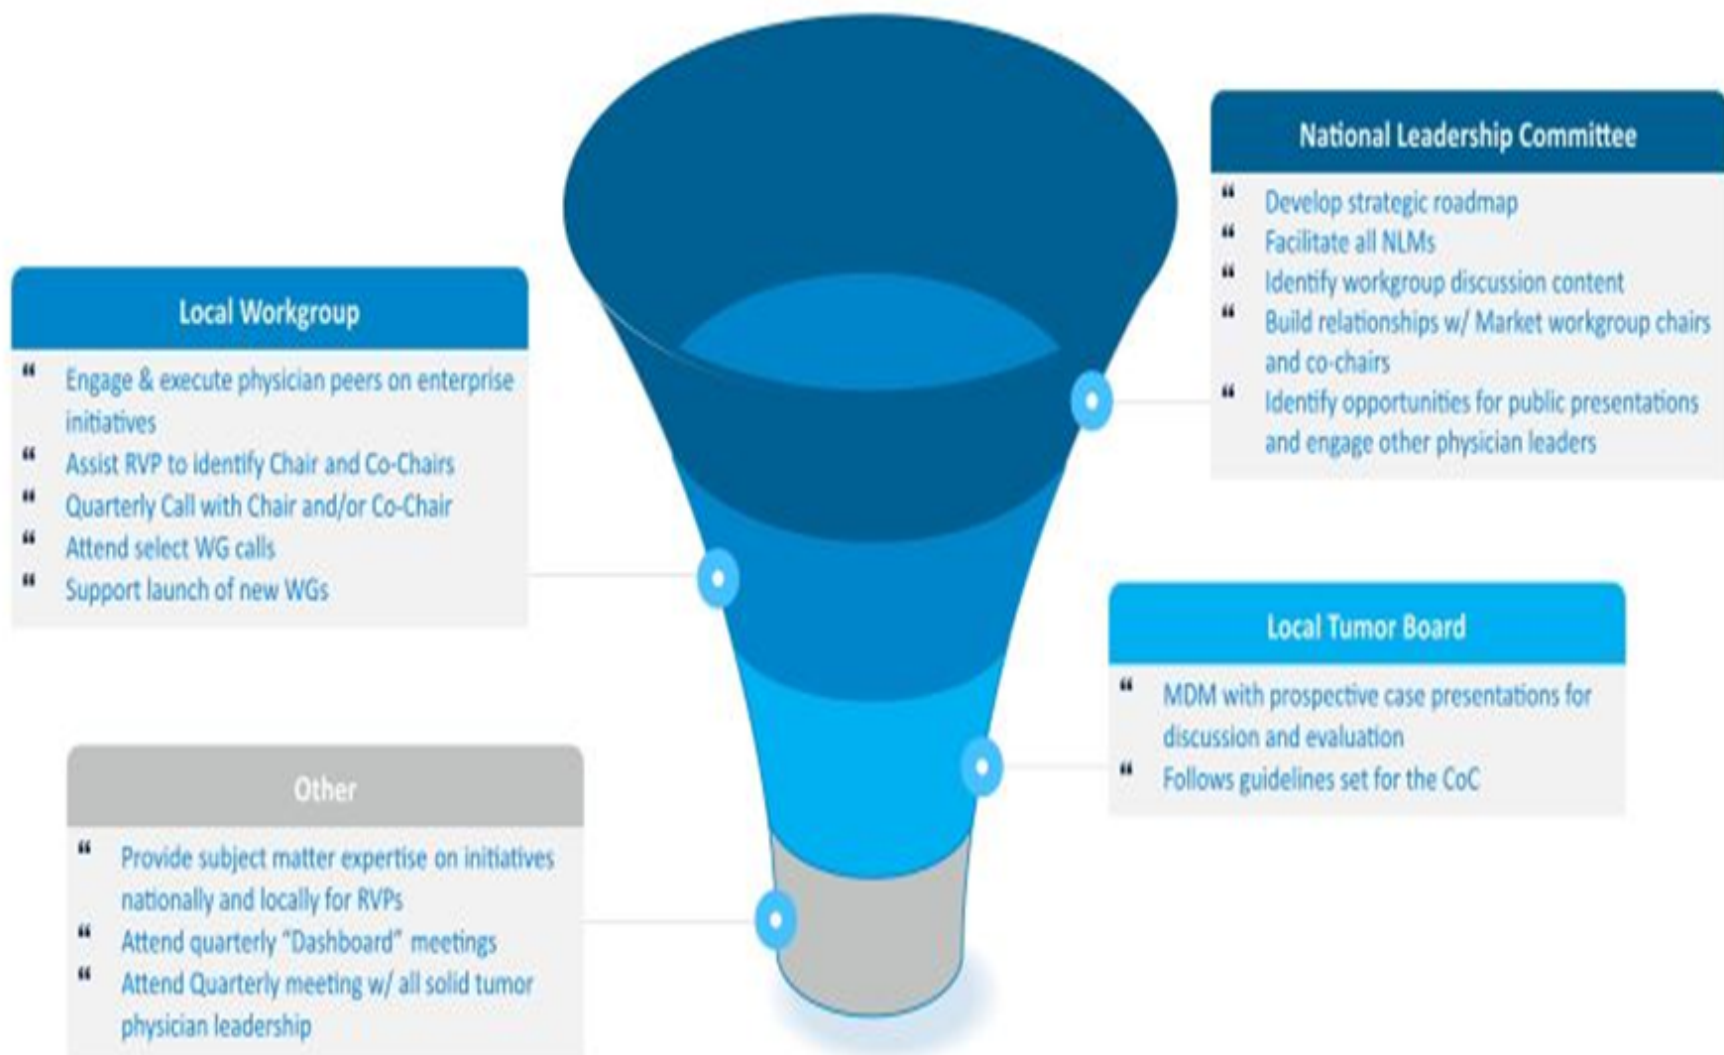 National Leadership Committee
“ Develop strategic roadmap
“ Facilitate all NLMs
“ Identify workgroup discussion content
“ Build relationships w/ Market workgroup chairs
and co-chairs
“ Identify opportunities for public presentations
and engage other physician leaders
Local Workgroup
“ Engage & execute physician peers on enterprise
initiatives
“ Assist RVP to identify Chair and Co-Chairs
“ Quarterly Call with Chair and/or Co-Chair
“ Attend select WG calls
“ Support launch of new WGs
Local Tumor Board
“ MDM with prospective case presentations for
discussion and evaluation
“ Follows guidelines set for the CoC
Other
“ Provide subject matter expertise on initiatives
nationally and locally for RVPs
“ Attend quarterly “Dashboard” meetings
“ Attend Quarterly meeting w/ all solid tumor
physician leadership